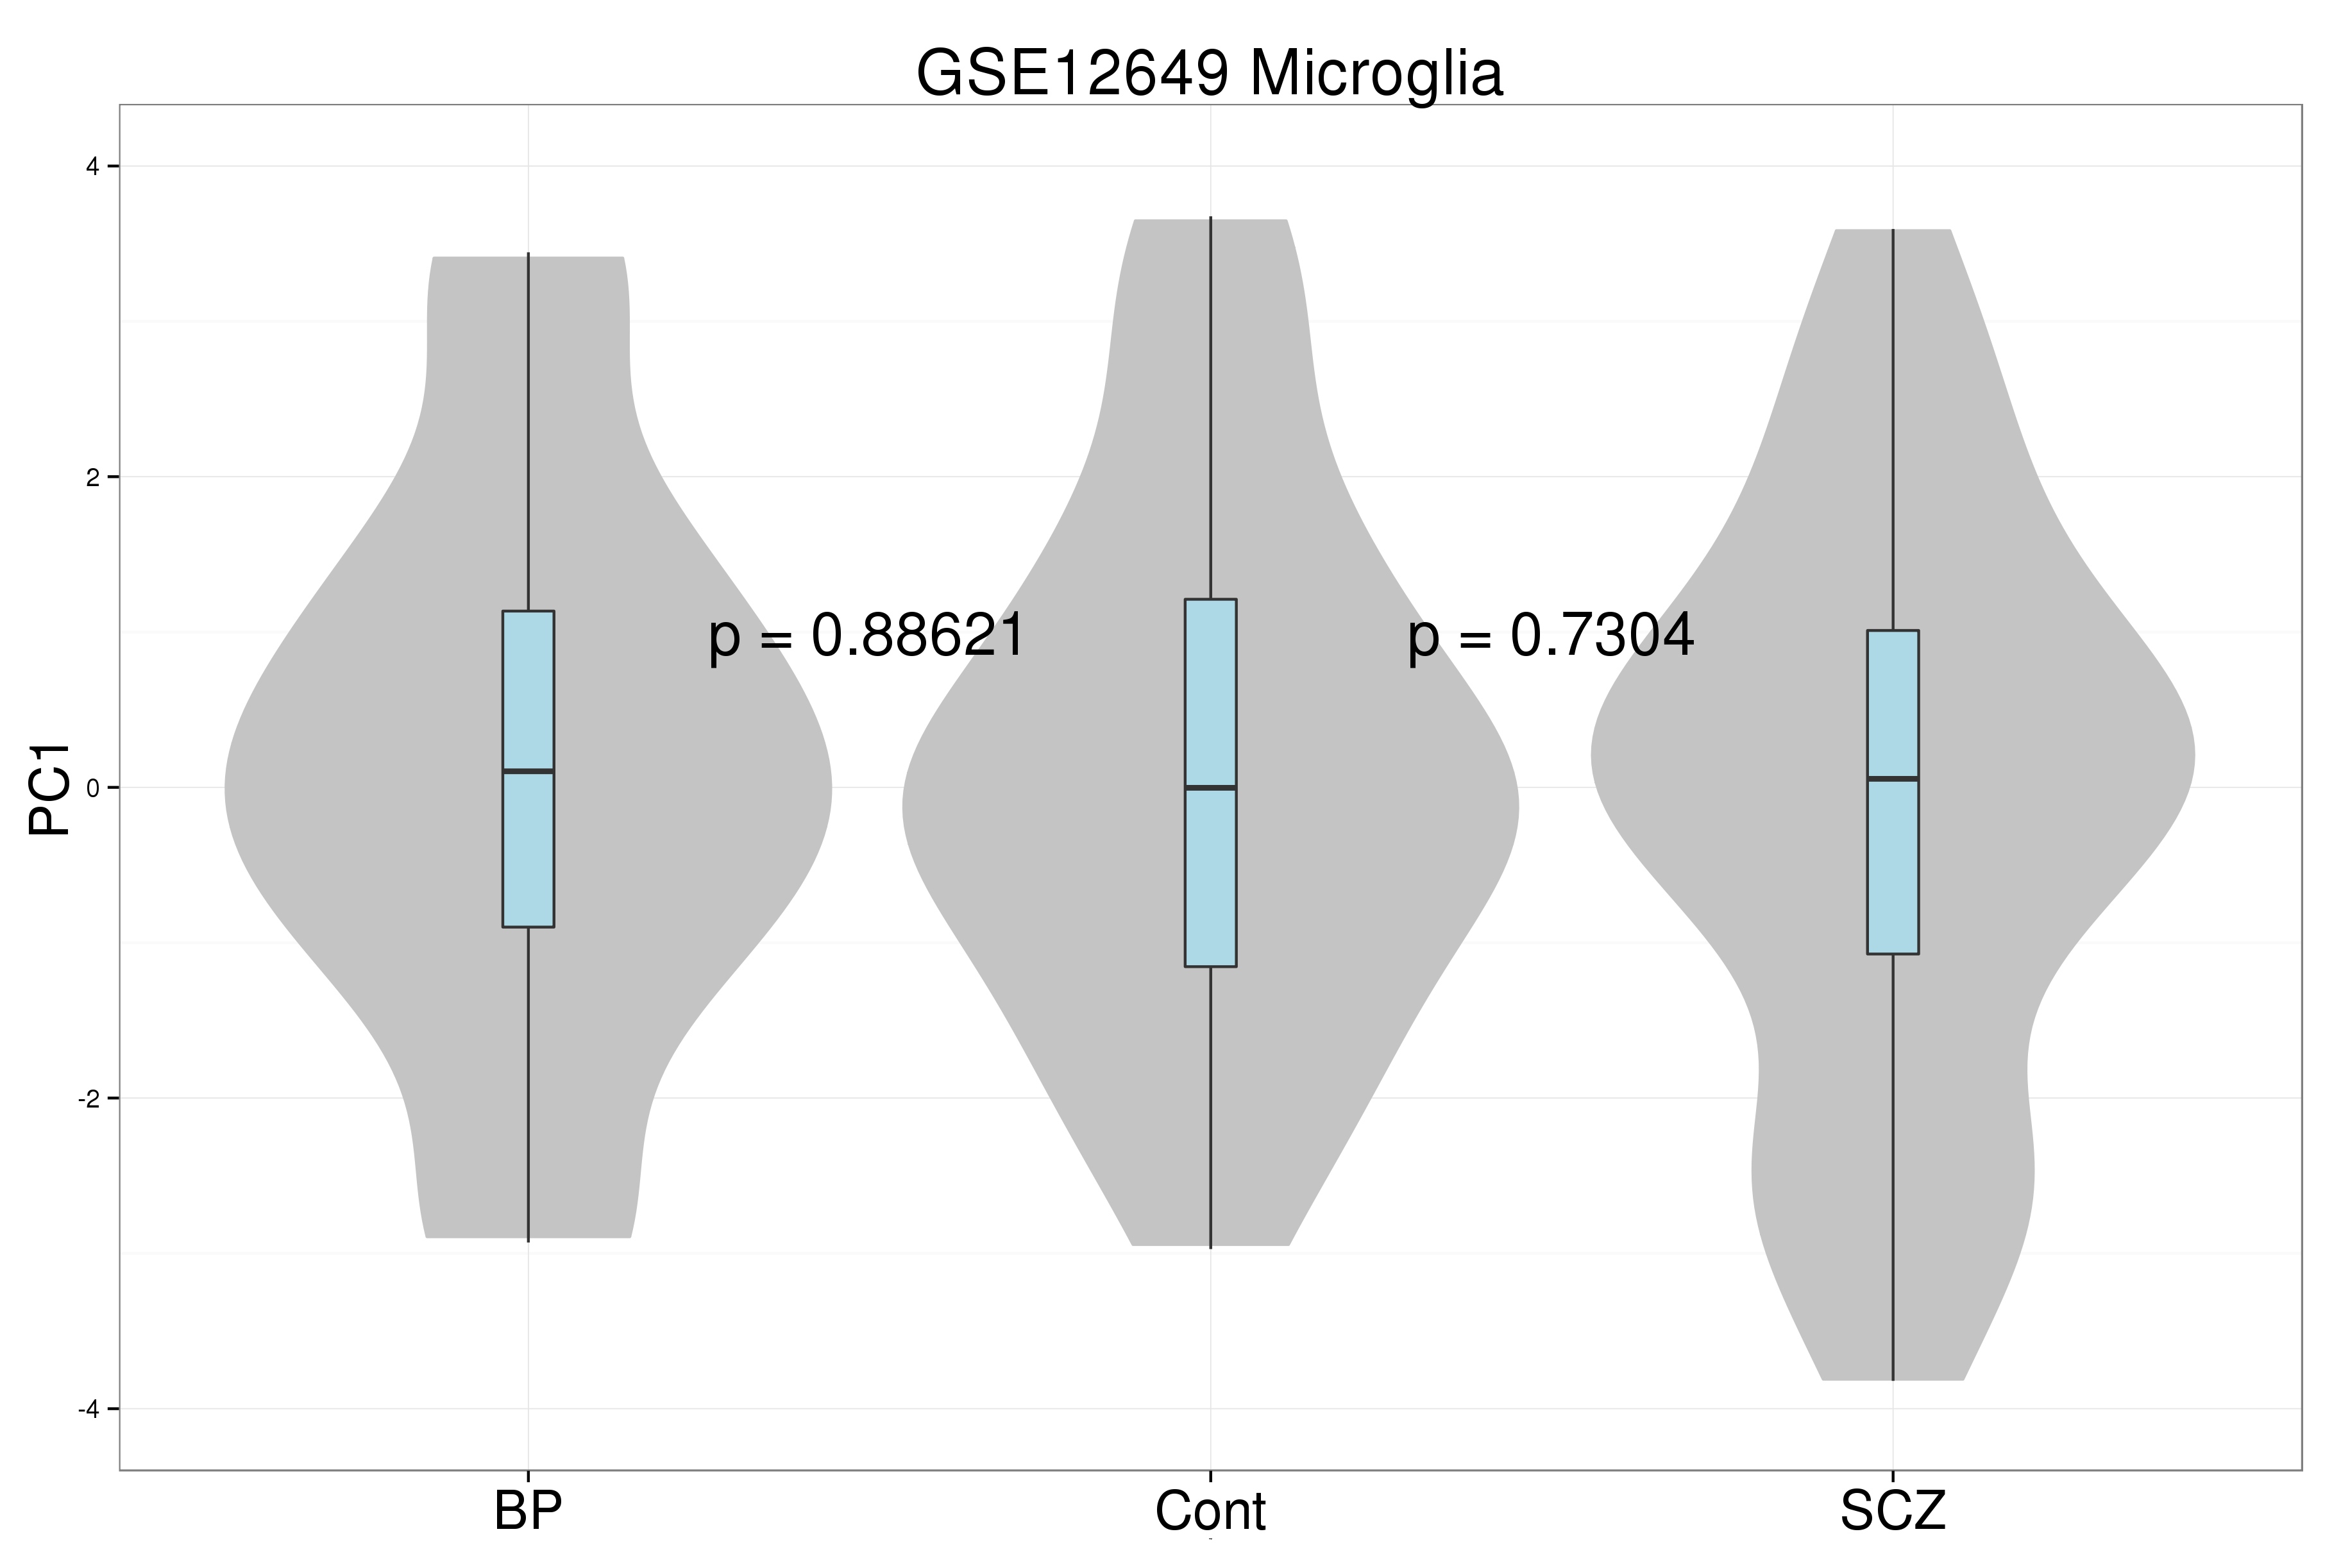 GSE12649 Microglia
PC1
4
2
0
-2
-4
p = 0.88621
p = 0.7304
BP
Cont
SCZ